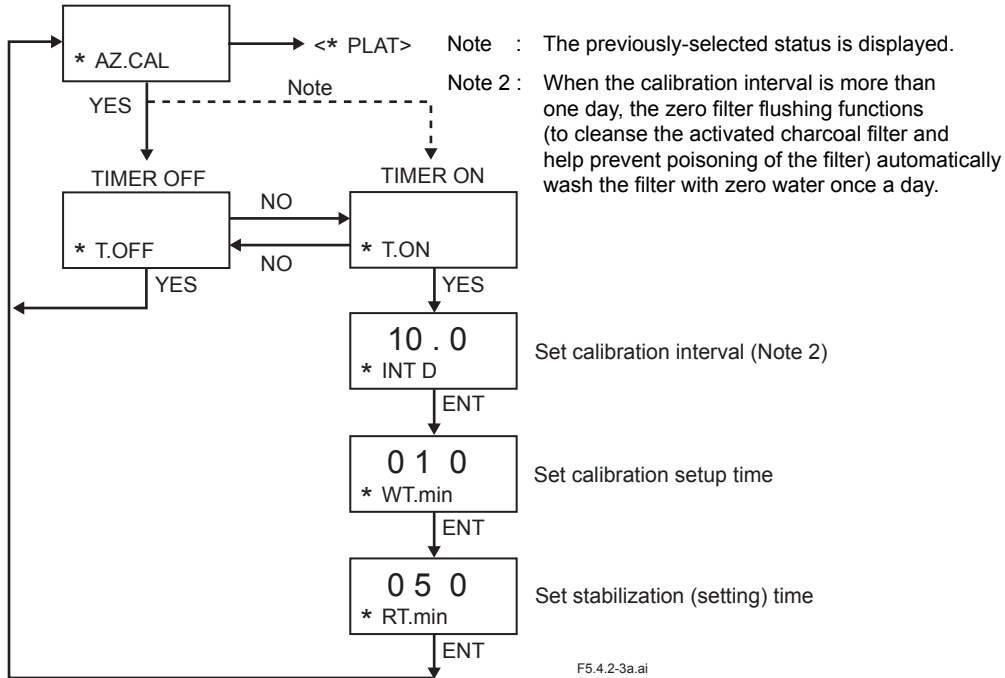 * AZ.CAL
<* PLAT>
Note : The previously-selected status is displayed.
Note 2 : When the calibration interval is more than
one day, the zero filter flushing functions
(to cleanse the activated charcoal filter and
help prevent poisoning of the filter) automatically
wash the filter with zero water once a day.
YES
Note
TIMER OFF
TIMER ON
* T.OFF
NO
NO
* T.ON
YES
YES
10 . 0
* INT D
Set calibration interval (Note 2)
ENT
0 1 0
* WT.min
Set calibration setup time
ENT
0 5 0
* RT.min
Set stabilization (setting) time
ENT
F5.4.2-3a.ai